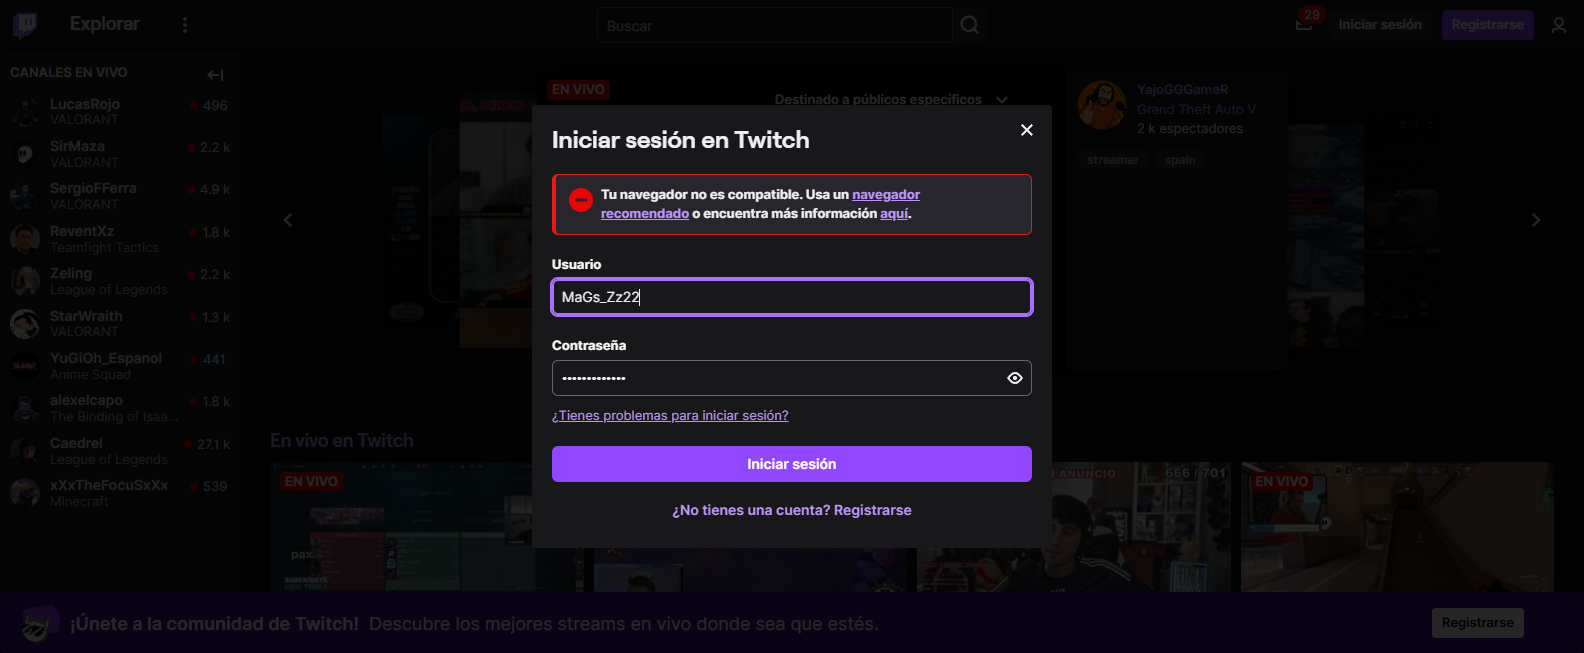 Explorar
Buscar
29
Iniciar sesión
Registrarse
CANALES EN VIVO
LucasRojo
496
VALORANT
SirMaza
2.2 k
VALORANT
SergioFFerra
4.9 k
VALORANT
ReventXz
1.8 k
Teamfight Tactics
Zeling
2.2 k
League of Legends
StarWraith
1.3 k
VALORANT
YuGiOh_Espanol
441
Anime Squad
alexelcapo
1.8 k
The Binding of Isaa...
Caedrel
27.1 k
League of Legends
xXxTheFocuSxXx
539
Minecraft
EN VIVO
Destinado a públicos específicos
YajoGGGameR
Grand Theft Auto V
2 k espectadores
streamer
spain
Iniciar sesión en Twitch
Tu navegador no es compatible. Usa un navegador
recomendado o encuentra más información aquí.
Usuario
MaGs_Zz22
Contraseña
•••••••••••••
¿Tienes problemas para iniciar sesión?
Iniciar sesión
¿No tienes una cuenta? Registrarse
En vivo en Twitch
EN VIVO
ANUNCIO
666 / 701
EN VIVO
¡Únete a la comunidad de Twitch! Descubre los mejores streams en vivo donde sea que estés.
Registrarse